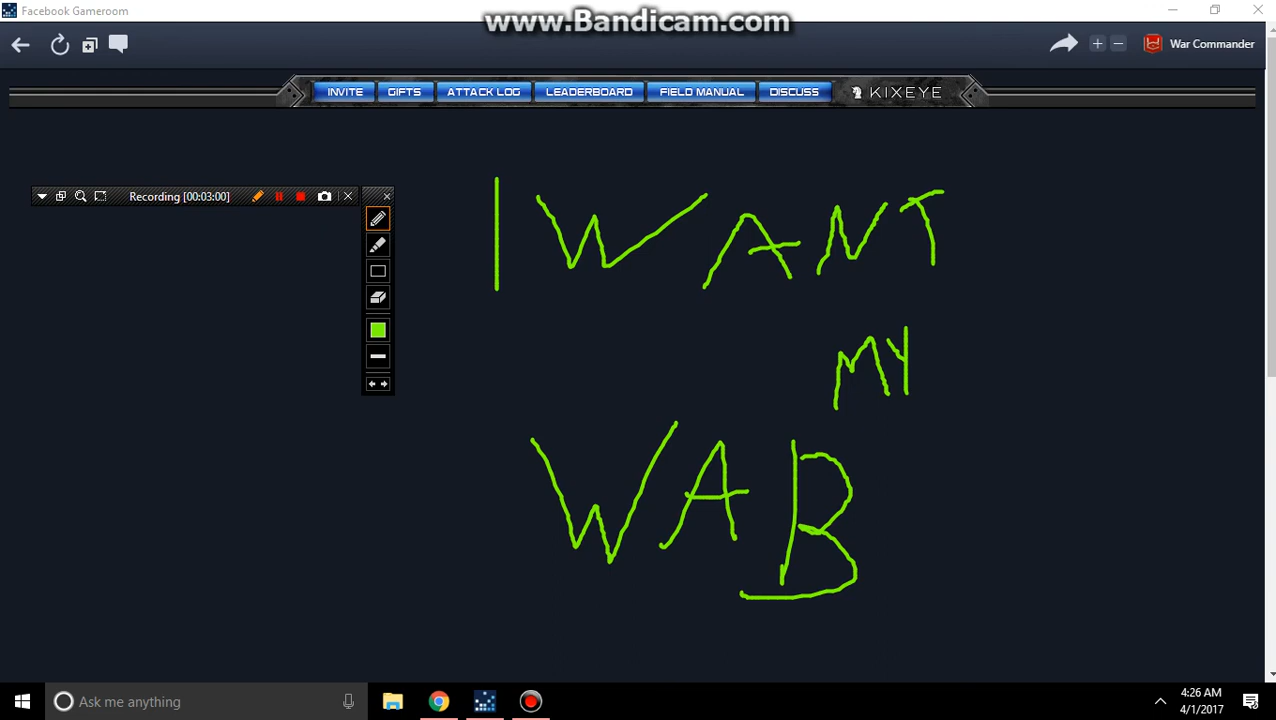 Facebook Gameroom
www.Bandicam.com
War Commander
INVITE GIFTS ATTACK LOG LEADERBOARD FIELD MANUAL DISCUSS KIXEYE
Recording [00:03:00]
I WANT
MY
WAB
Ask me anything
4:26 AM
4/1/2017